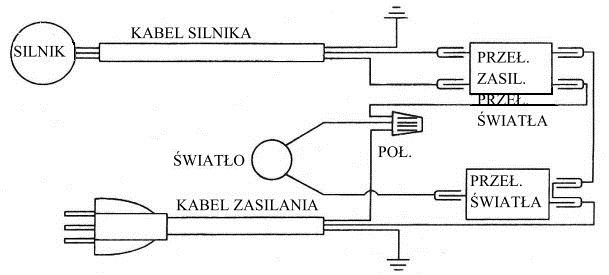 KABEL SILNIKA
SILNIK
PRZEŁ.
ZASIL.
PRZEŁ.
ŚWIATŁA
POŁ.
ŚWIATŁO
PRZEŁ.
ŚWIATŁA
KABEL ZASILANIA